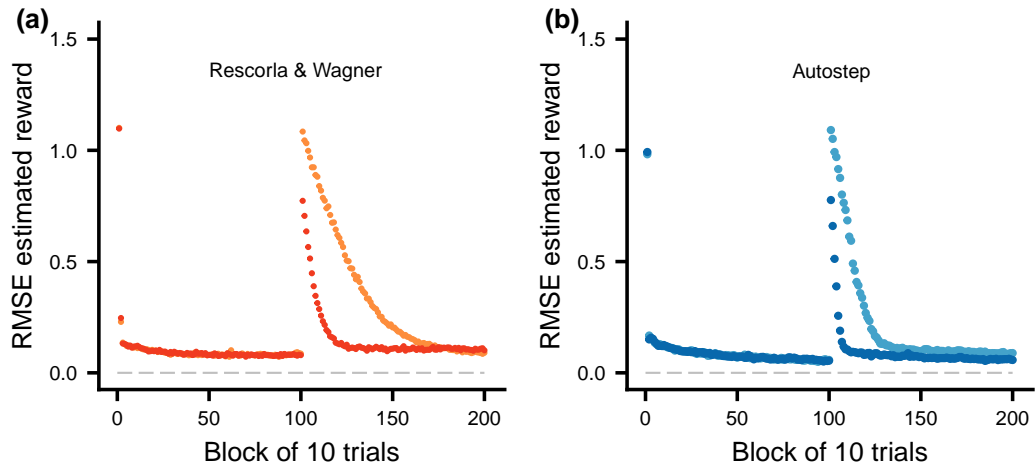 (a)
RMSE estimated reward
1.5
1.0
0.5
0.0
Rescorla & Wagner
0
50
100
150
200
Block of 10 trials
(b)
RMSE estimated reward
1.5
1.0
0.5
0.0
Autostep
0
50
100
150
200
Block of 10 trials